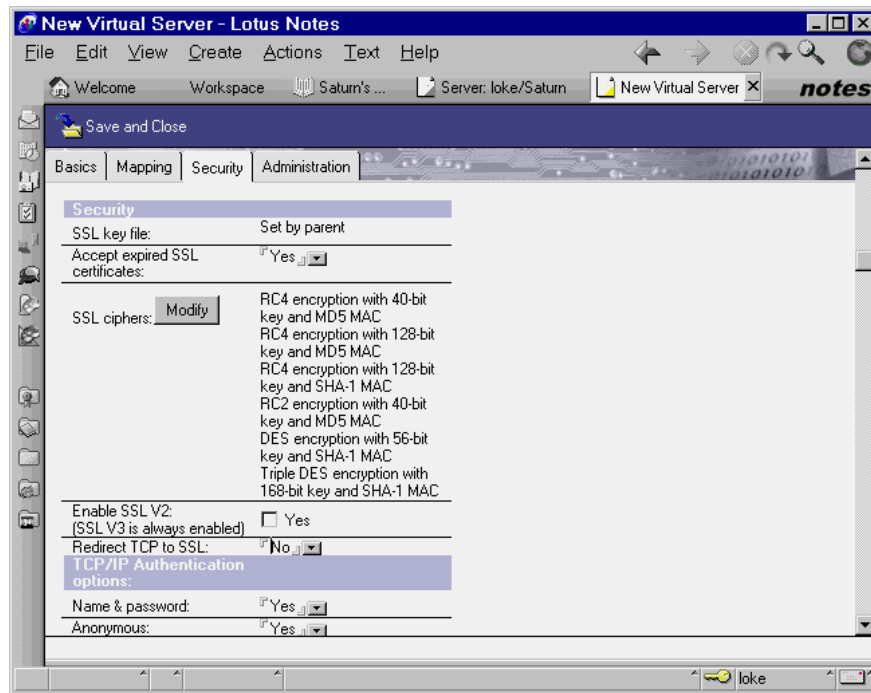 New Virtual Server - Lotus Notes
File Edit View Create Actions Text Help
Welcome Workspace Saturn's ... Server: loke/Saturn New Virtual Server notes
Save and Close
Basics Mapping Security Administration
Security
SSL key file: Set by parent
Accept expired SSL certificates: Yes
SSL ciphers: Modify
RC4 encryption with 40-bit
key and MD5 MAC
RC4 encryption with 128-bit
key and MD5 MAC
RC4 encryption with 128-bit
key and SHA-1 MAC
RC2 encryption with 40-bit
key and MD5 MAC
DES encryption with 56-bit
key and SHA-1 MAC
Triple DES encryption with
168-bit key and SHA-1 MAC
Enable SSL V2:
(SSL V3 is always enabled) Yes
Redirect TCP to SSL: No
TCP/IP Authentication
options:
Name & password: Yes
Anonymous: Yes
loke